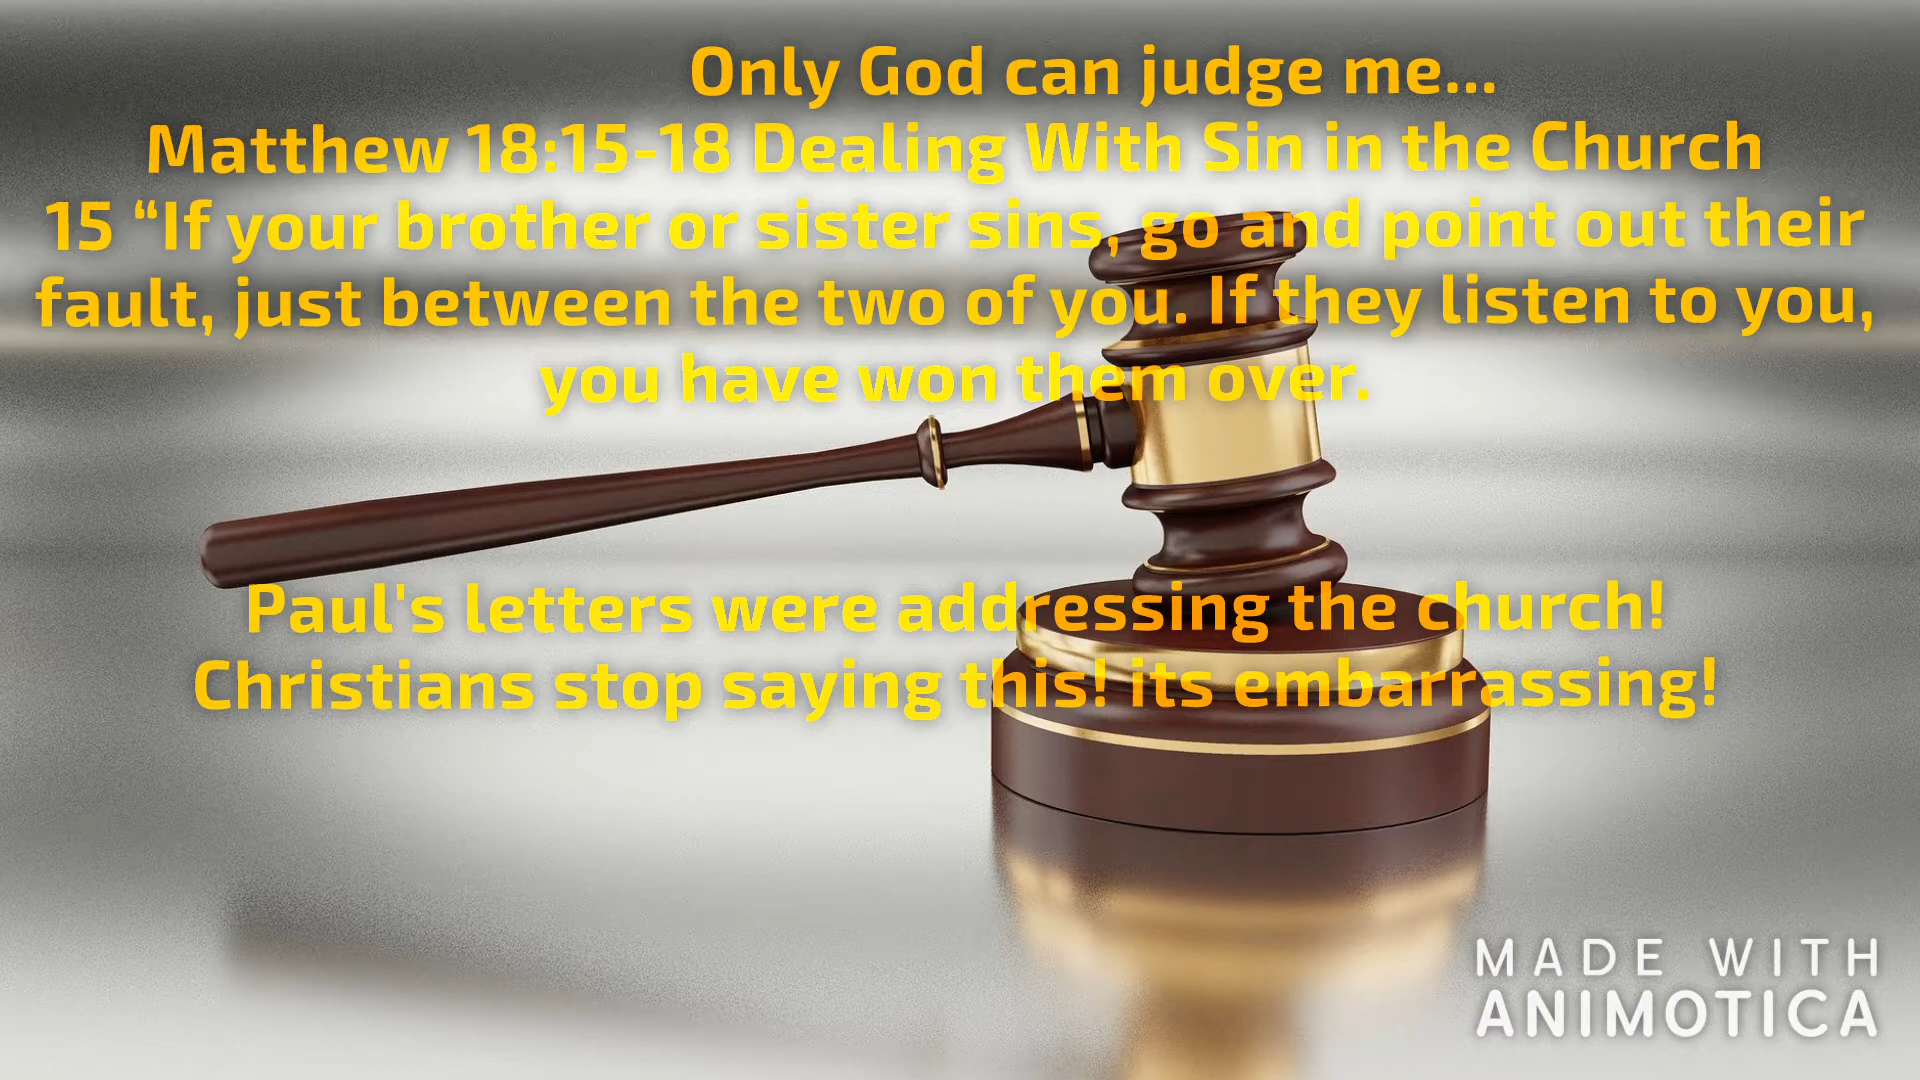 Only God can judge me...
Matthew 18:15-18 Dealing With Sin in the Church
15 “If your brother or sister sins, go and point out their
fault, just between the two of you. If they listen to you,
you have won them over.
Paul's letters were addressing the church!
Christians stop saying this! its embarrassing!
MADE WITH
ANIMOTICA